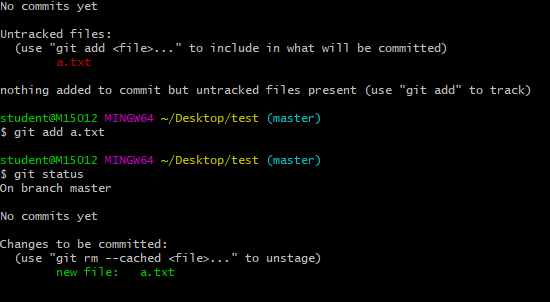 No commits yet
Untracked files:
(use "git add <file>..." to include in what will be committed)
a.txt
nothing added to commit but untracked files present (use "git add" to track)
student@M15012 MINGW64 ~/Desktop/test (master)
$ git add a.txt
student@M15012 MINGW64 ~/Desktop/test (master)
$ git status
On branch master
No commits yet
Changes to be committed:
(use "git rm --cached <file>..." to unstage)
new file:   a.txt